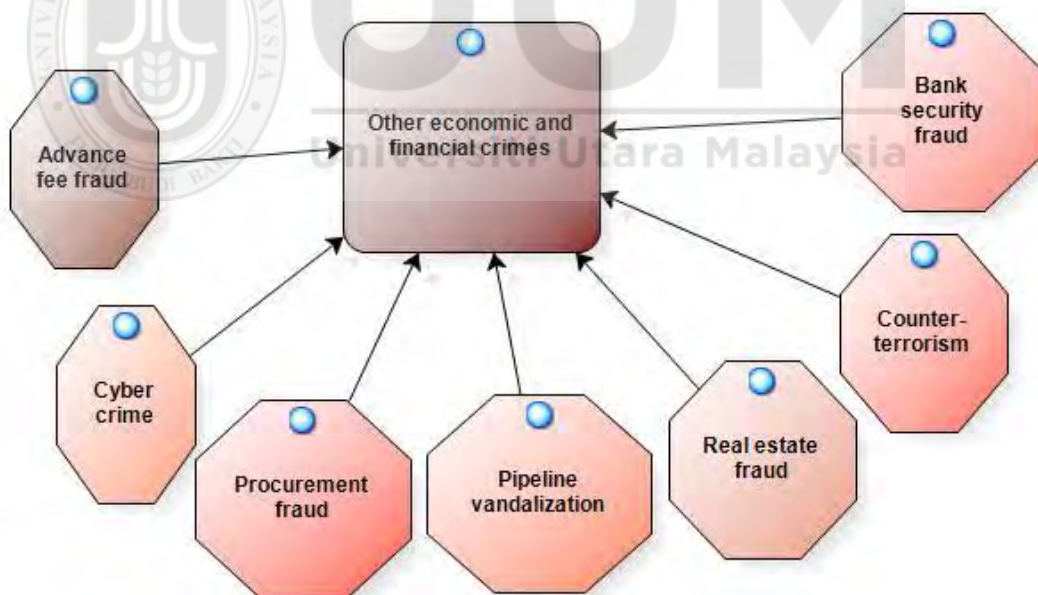 UUM
Universiti Utara Malaysia
Other economic and
financial crimes
Bank
security
fraud
Advance
fee fraud
Counter-
terrorism
Cyber
crime
Procurement
fraud
Pipeline
vandalization
Real estate
fraud